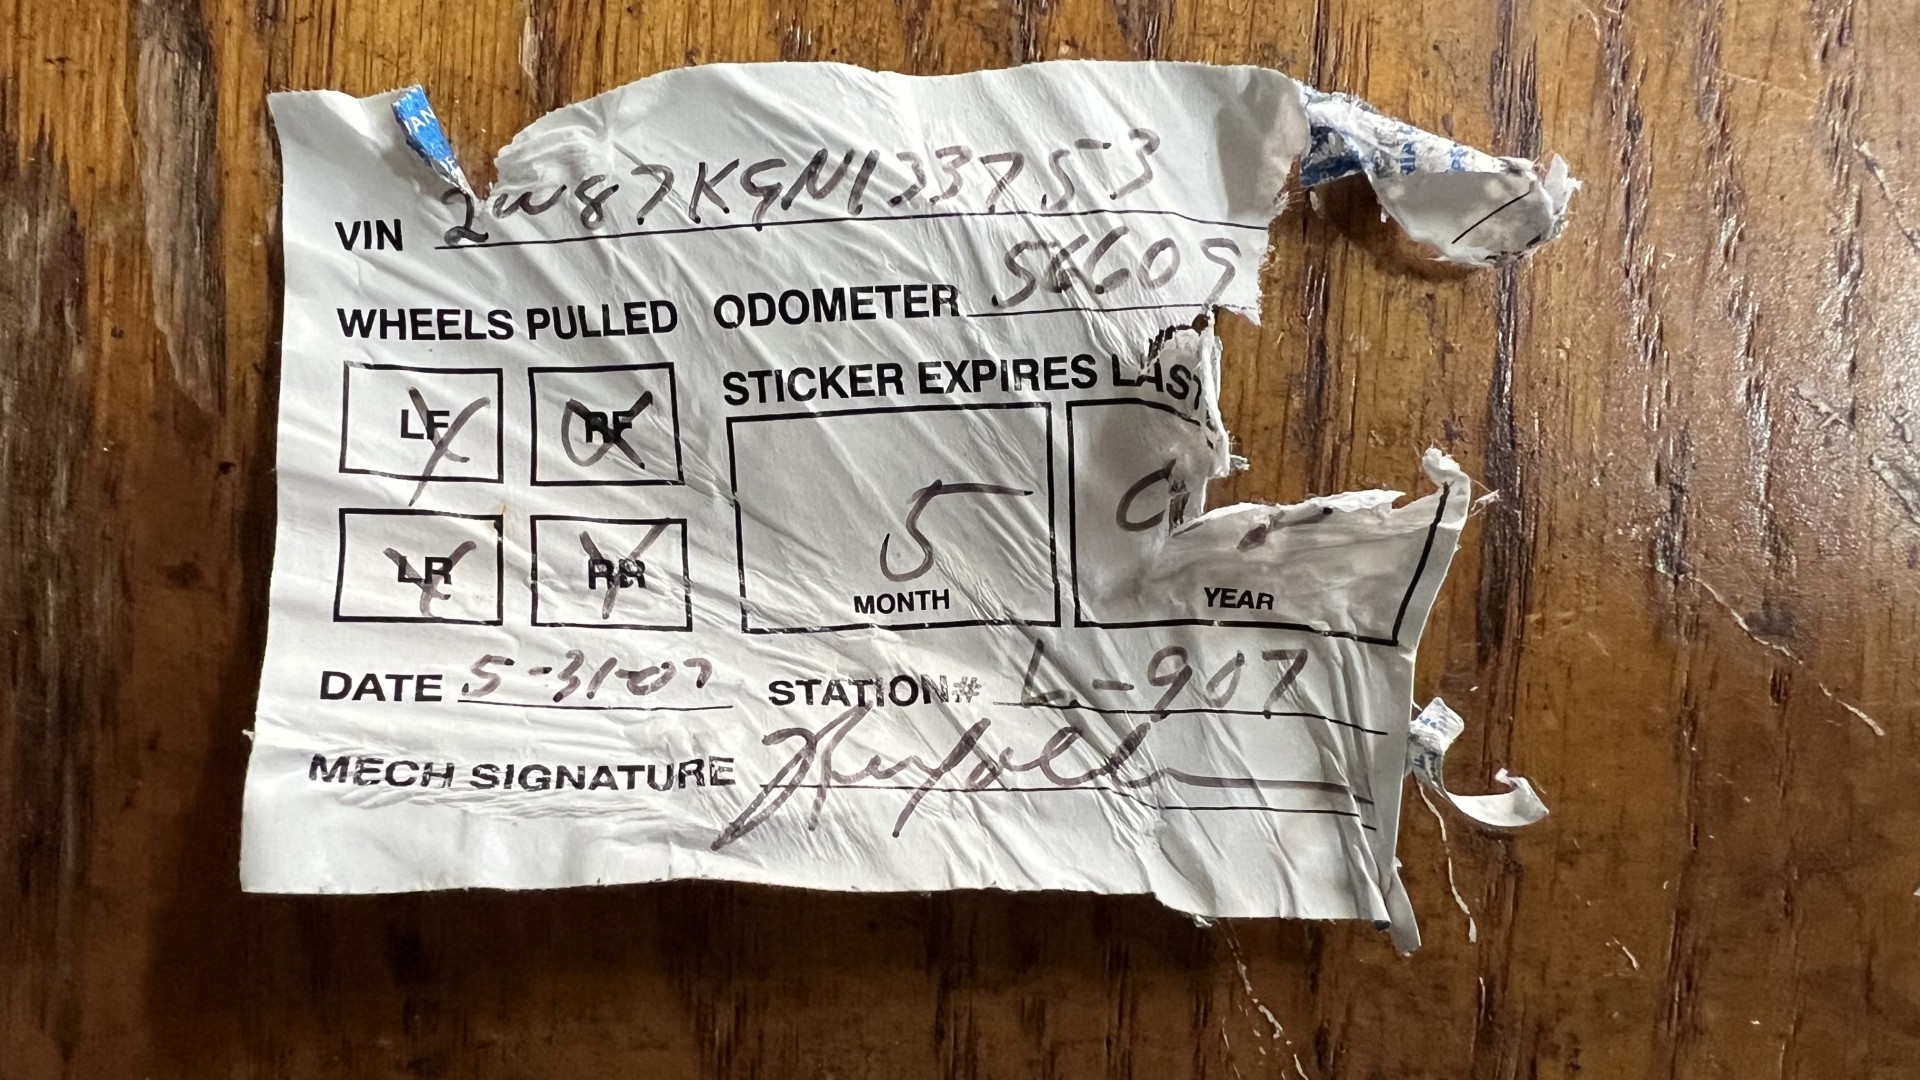 VIN 2W87K9N133753
WHEELS PULLED ODOMETER 56609
STICKER EXPIRES LAST
LF RF
LR RR
5
MONTH YEAR
DATE 5-31-07 STATION# L-907
MECH SIGNATURE